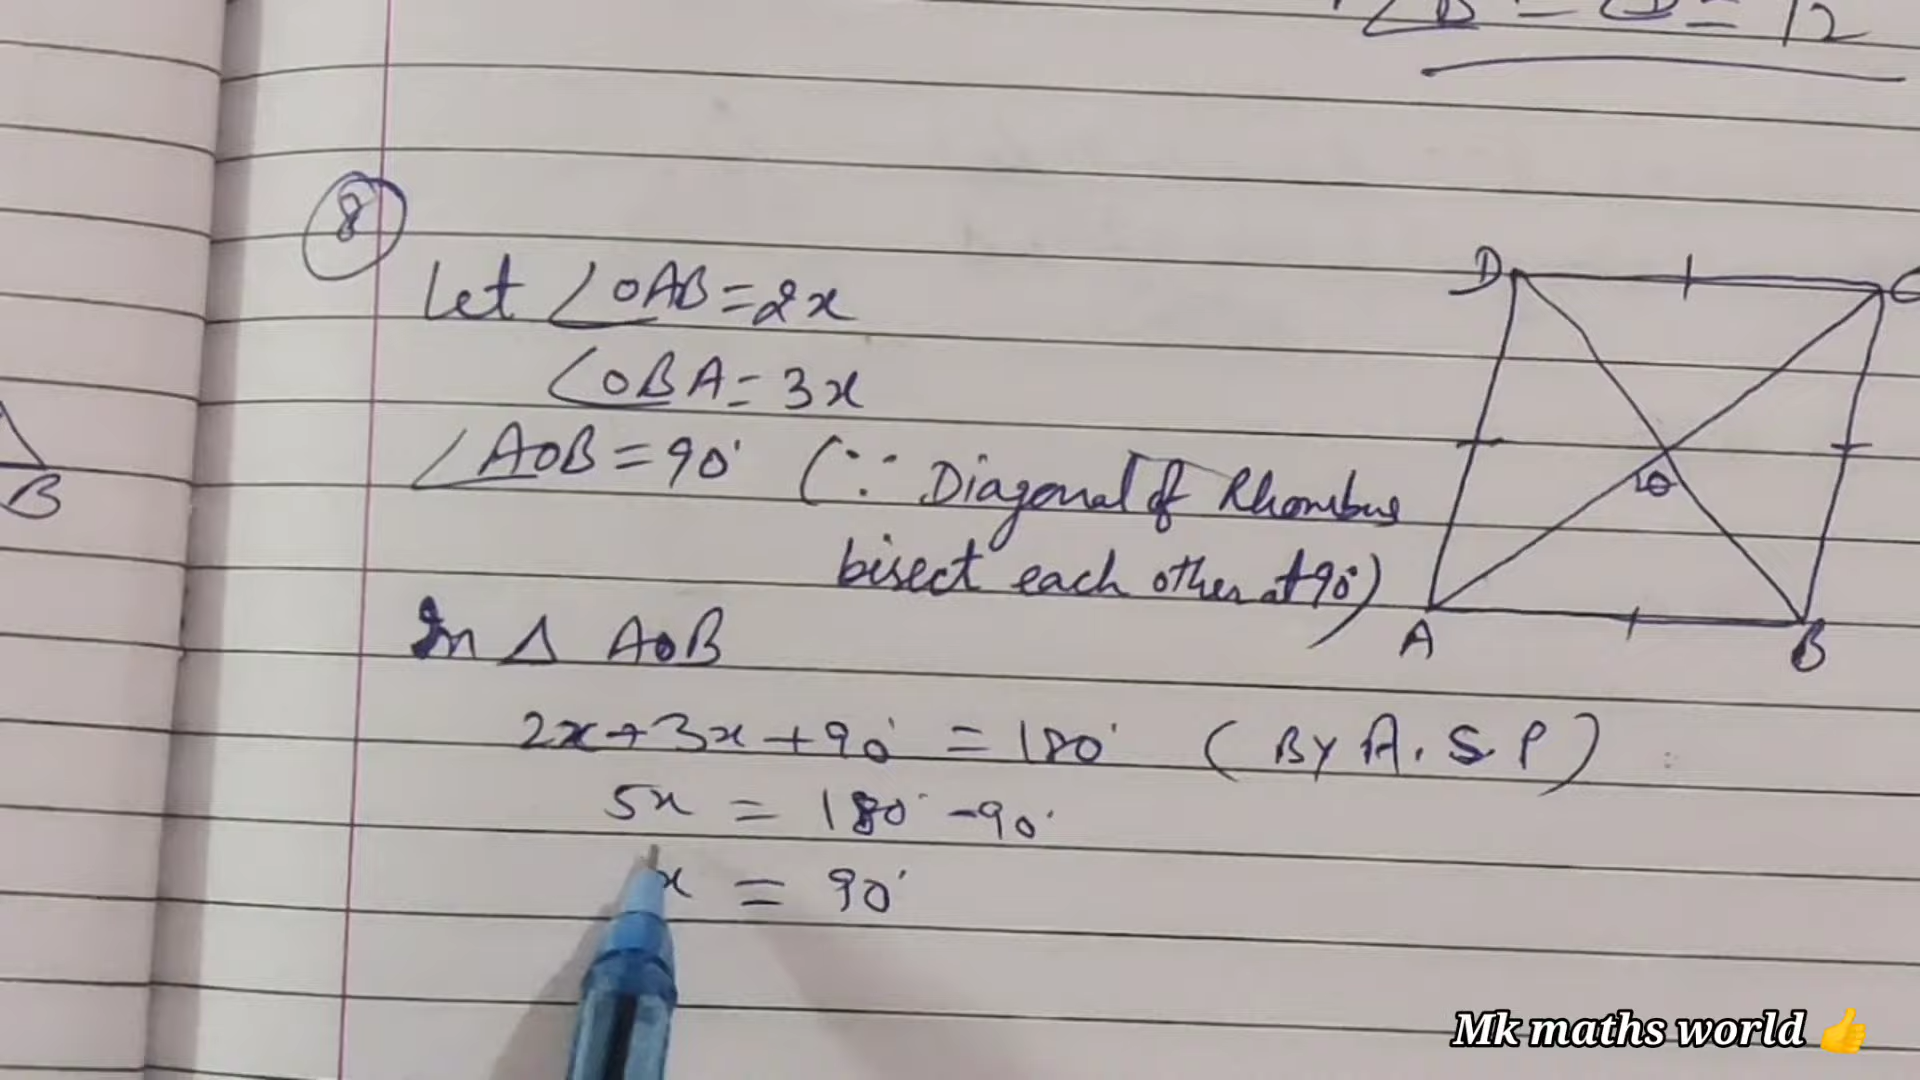 ∠B = ∠D = 12
8
Let ∠OAB = 2x
∠OBA = 3x
∠AOB = 90° (∵ Diagonal of Rhombus
bisect each other at 90°)
In △ AOB
2x + 3x + 90° = 180° (By A.S.P)
5x = 180° - 90°
x = 90°
D
C
O
A
B
B
Mk maths world 👍